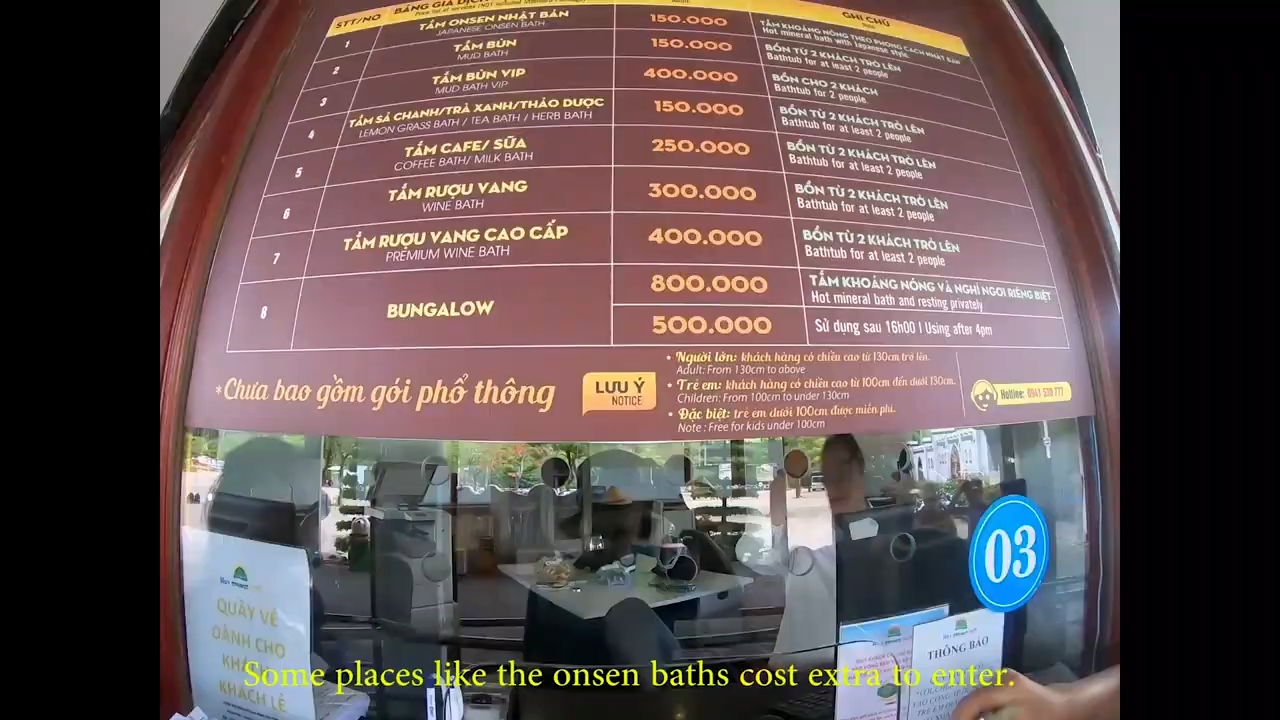 STT/NO
BẢNG GIÁ DỊCH
TẮM ONSEN NHẬT BẢN
JAPANESE ONSEN BATH
150.000
GHI CHÚ
TẮM KHOÁNG NÓNG THEO PHONG CÁCH NHẬT BẢN
Hot mineral bath with Japanese style
1
TẮM BÙN
MUD BATH
150.000
BỒN TỪ 2 KHÁCH TRỞ LÊN
Bathtub for at least 2 people
2
TẮM BÙN VIP
MUD BATH VIP
400.000
BỒN CHO 2 KHÁCH
Bathtub for 2 people
3
TẮM SẢ CHANH/TRÀ XANH/THẢO DƯỢC
LEMON GRASS BATH / TEA BATH / HERB BATH
150.000
BỒN TỪ 2 KHÁCH TRỞ LÊN
Bathtub for at least 2 people
4
TẮM CAFE/ SỮA
COFFEE BATH/ MILK BATH
250.000
BỒN TỪ 2 KHÁCH TRỞ LÊN
Bathtub for at least 2 people
5
TẮM RƯỢU VANG
WINE BATH
300.000
BỒN TỪ 2 KHÁCH TRỞ LÊN
Bathtub for at least 2 people
6
TẮM RƯỢU VANG CAO CẤP
PREMIUM WINE BATH
400.000
BỒN TỪ 2 KHÁCH TRỞ LÊN
Bathtub for at least 2 people
7
8
BUNGALOW
800.000
TẮM KHOÁNG NÓNG VÀ NGHỈ NGƠI RIÊNG BIỆT
Hot mineral bath and resting privately
500.000
Sử dụng sau 16h00 | Using after 4pm
*Chưa bao gồm gói phổ thông
LƯU Ý
NOTICE
• Người lớn: khách hàng có chiều cao từ 130cm trở lên.
Adult: From 130cm to above
• Trẻ em: khách hàng có chiều cao từ 100cm đến dưới 130cm.
Children: From 100cm to under 130cm
• Đặc biệt: trẻ em dưới 100cm được miễn phí.
Note : Free for kids under 100cm
Hotline: 0941 539 777
03
QUẦY VÉ
DÀNH CHO
KHÁCH LẺ
THÔNG BÁO
Some places like the onsen baths cost extra to enter.